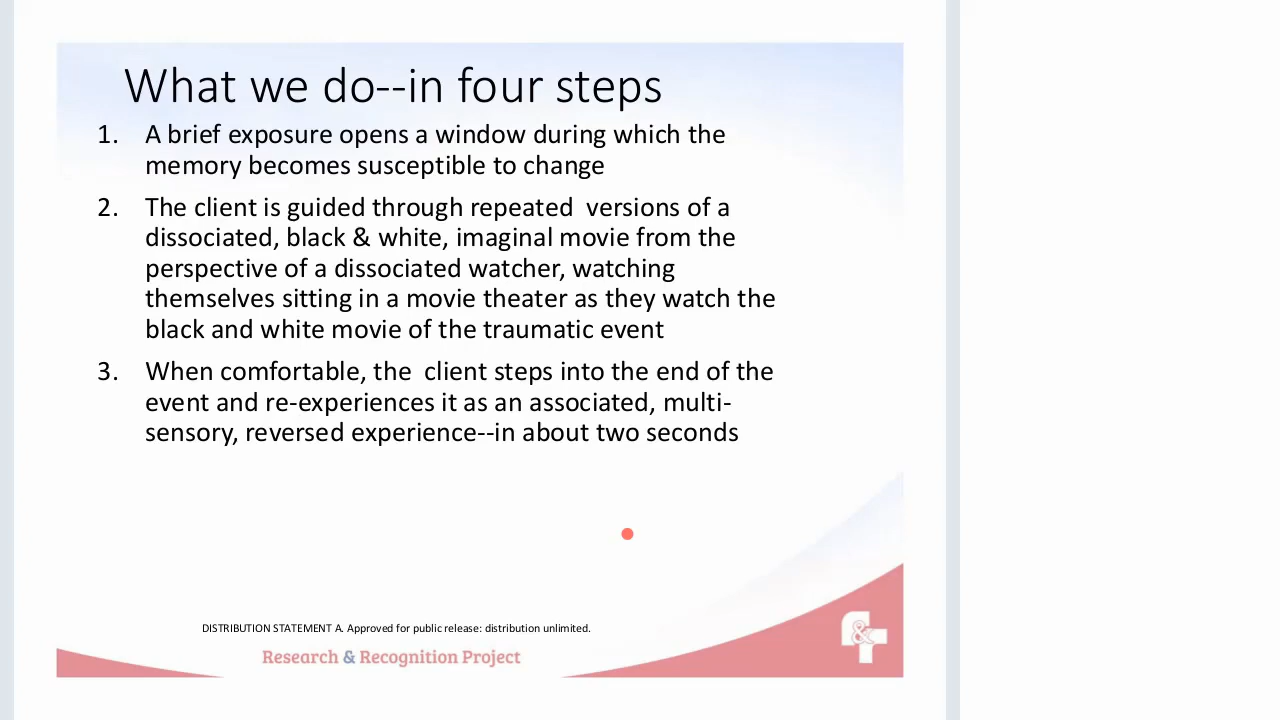 What we do--in four steps
1. A brief exposure opens a window during which the
memory becomes susceptible to change
2. The client is guided through repeated  versions of a
dissociated, black & white, imaginal movie from the
perspective of a dissociated watcher, watching
themselves sitting in a movie theater as they watch the
black and white movie of the traumatic event
3. When comfortable, the  client steps into the end of the
event and re-experiences it as an associated, multi-
sensory, reversed experience--in about two seconds
DISTRIBUTION STATEMENT A. Approved for public release: distribution unlimited.
Research & Recognition Project
&